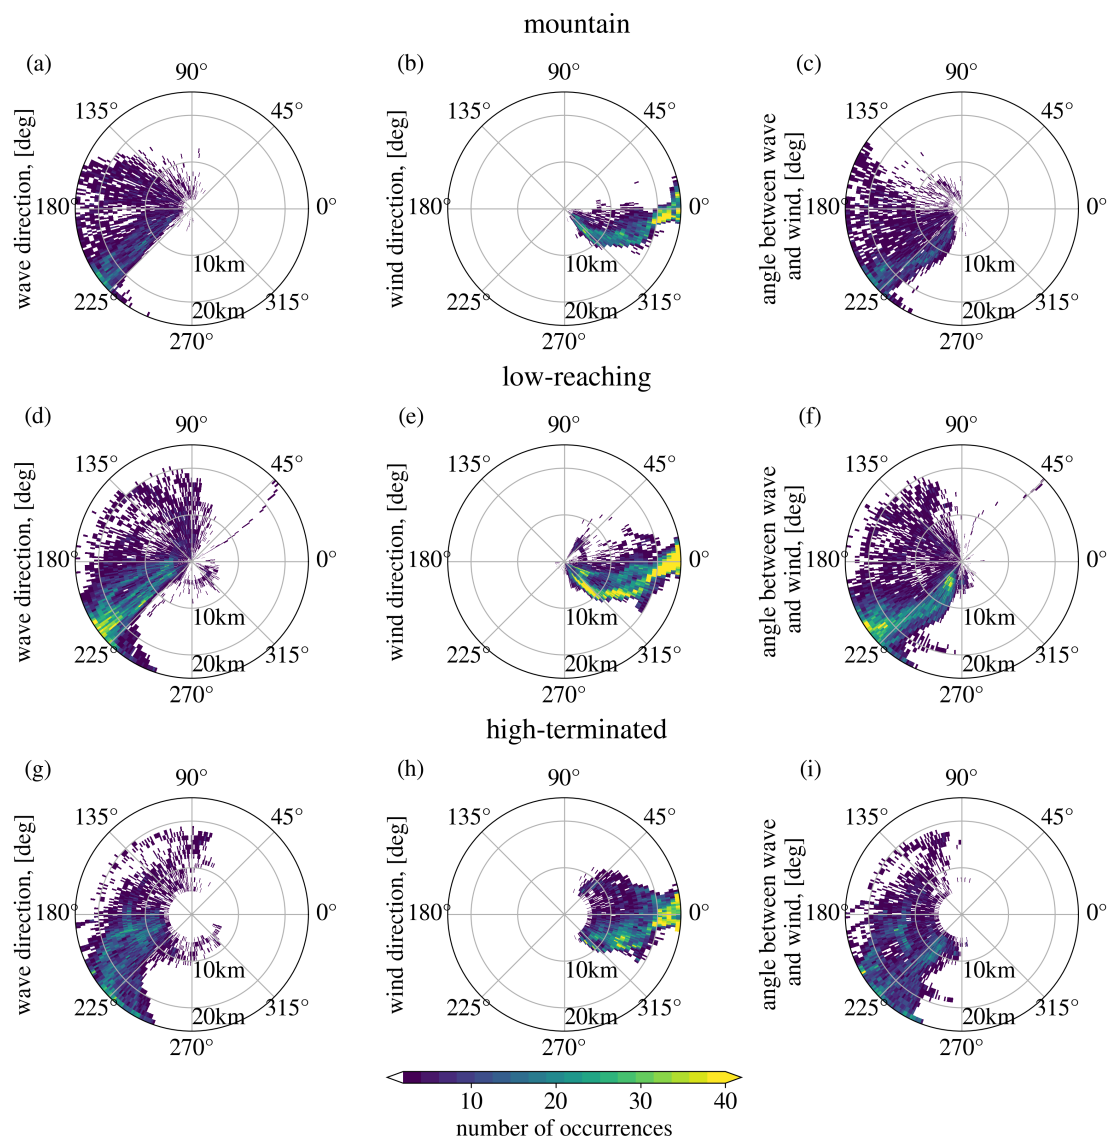 mountain
(a)
(b)
(c)
90°
90°
90°
135°
45°
135°
45°
135°
45°
wave direction, [deg]
wind direction, [deg]
angle between wave
and wind, [deg]
180°
0°
180°
0°
180°
0°
10km
10km
10km
225°
20km
315°
225°
20km
315°
225°
20km
315°
270°
270°
270°
low-reaching
(d)
(e)
(f)
90°
90°
90°
135°
45°
135°
45°
135°
45°
wave direction, [deg]
wind direction, [deg]
angle between wave
and wind, [deg]
180°
0°
180°
0°
180°
0°
10km
10km
10km
225°
20km
315°
225°
20km
315°
225°
20km
315°
270°
270°
270°
high-terminated
(g)
(h)
(i)
90°
90°
90°
135°
45°
135°
45°
135°
45°
wave direction, [deg]
wind direction, [deg]
angle between wave
and wind, [deg]
180°
0°
180°
0°
180°
0°
10km
10km
10km
225°
20km
315°
225°
20km
315°
225°
20km
315°
270°
270°
270°
10
20
30
40
number of occurrences